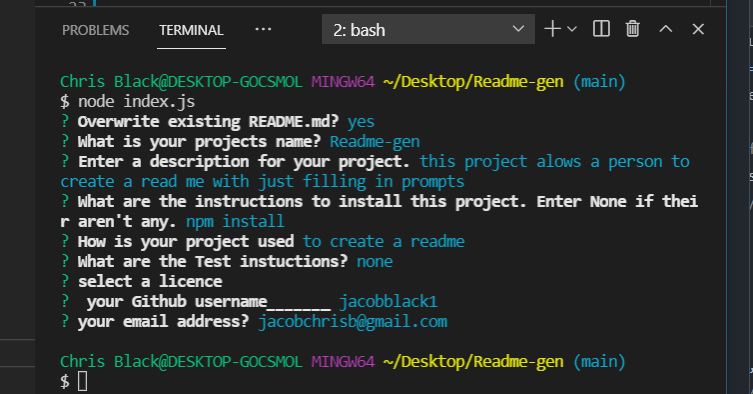 23
PROBLEMS TERMINAL ... 2: bash
Chris Black@DESKTOP-GOCSMOL MINGW64 ~/Desktop/Readme-gen (main)
$ node index.js
? Overwrite existing README.md? yes
? What is your projects name? Readme-gen
? Enter a description for your project. this project alows a person to
create a read me with just filling in prompts
? What are the instructions to install this project. Enter None if thei
r aren't any. npm install
? How is your project used to create a readme
? What are the Test instuctions? none
? select a licence
?  your Github username_______ jacobblack1
? your email address? jacobchrisb@gmail.com
Chris Black@DESKTOP-GOCSMOL MINGW64 ~/Desktop/Readme-gen (main)
$